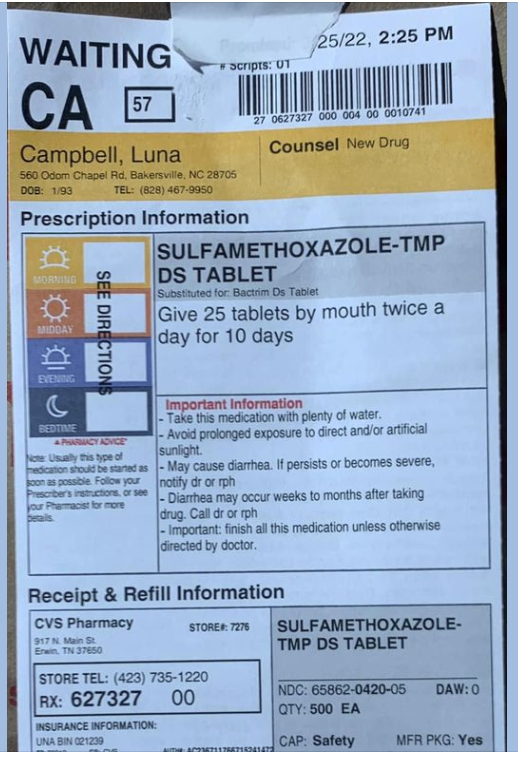 WAITING
25/22, 2:25 PM
# Scripts: 01
CA
57
27 0627327 000 004 00 0010741
Campbell, Luna
560 Odom Chapel Rd, Bakersville, NC 28705
DOB: 1/93 TEL: (828) 467-9950
Counsel New Drug
Prescription Information
MORNING
MIDDAY
EVENING
BEDTIME
SEE DIRECTIONS
PHARMACY ADVICE*
Note: Usually this type of
medication should be started as
soon as possible. Follow your
Prescriber's instructions, or see
your Pharmacist for more
details.
SULFAMETHOXAZOLE-TMP
DS TABLET
Substituted for: Bactrim Ds Tablet
Give 25 tablets by mouth twice a
day for 10 days
Important Information
- Take this medication with plenty of water.
- Avoid prolonged exposure to direct and/or artificial
sunlight.
- May cause diarrhea. If persists or becomes severe,
notify dr or rph
- Diarrhea may occur weeks to months after taking
drug. Call dr or rph
- Important: finish all this medication unless otherwise
directed by doctor.
Receipt & Refill Information
CVS Pharmacy STORE#: 7276
917 N. Main St.
Erwin, TN 37650
STORE TEL: (423) 735-1220
RX: 627327 00
INSURANCE INFORMATION:
UNA BIN 021239
SULFAMETHOXAZOLE-
TMP DS TABLET
NDC: 65862-0420-05 DAW: 0
QTY: 500 EA
CAP: Safety MFR PKG: Yes